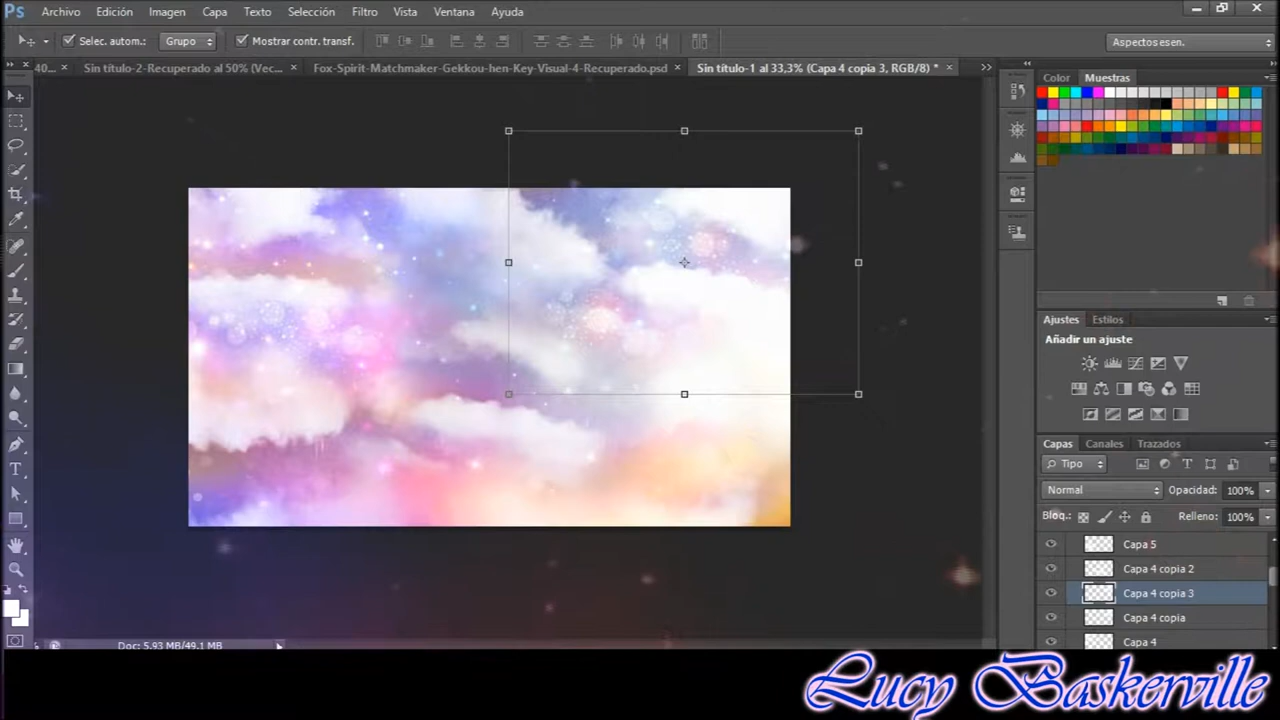 Ps Archivo Edición Imagen Capa Texto Selección Filtro Vista Ventana Ayuda
Selec. autom.: Grupo Mostrar contr. transf. Aspectos esen.
40... × Sin título-2-Recuperado al 50% (Vec... × Fox-Spirit-Matchmaker-Gekkou-hen-Key-Visual-4-Recuperado.psd × Sin título-1 al 33,3% (Capa 4 copia 3, RGB/8) * ×
Color Muestras
Ajustes Estilos
Añadir un ajuste
Capas Canales Trazados
Tipo
Normal Opacidad: 100%
Bloq.: Relleno: 100%
Capa 5
Capa 4 copia 2
Capa 4 copia 3
Capa 4 copia
Capa 4
Doc: 5,93 MB/49,1 MB
Lucy Baskerville